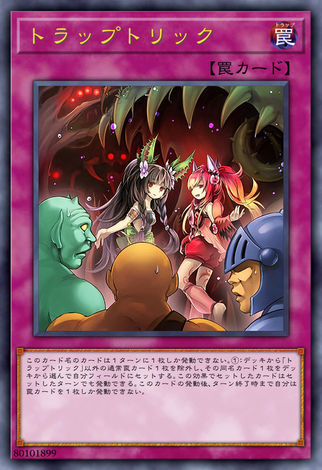 トラップトリック
トラップ
罠
【罠カード】
このカード名のカードは1ターンに1枚しか発動できない。①:デッキから「ト
ラップトリック」以外の通常罠カード1枚を除外し、その同名カード1枚をデッ
キから選んで自分フィールドにセットする。この効果でセットしたカードはセ
ットしたターンでも発動できる。このカードの発動後、ターン終了時まで自分は
罠カードを1枚しか発動できない。
80101899